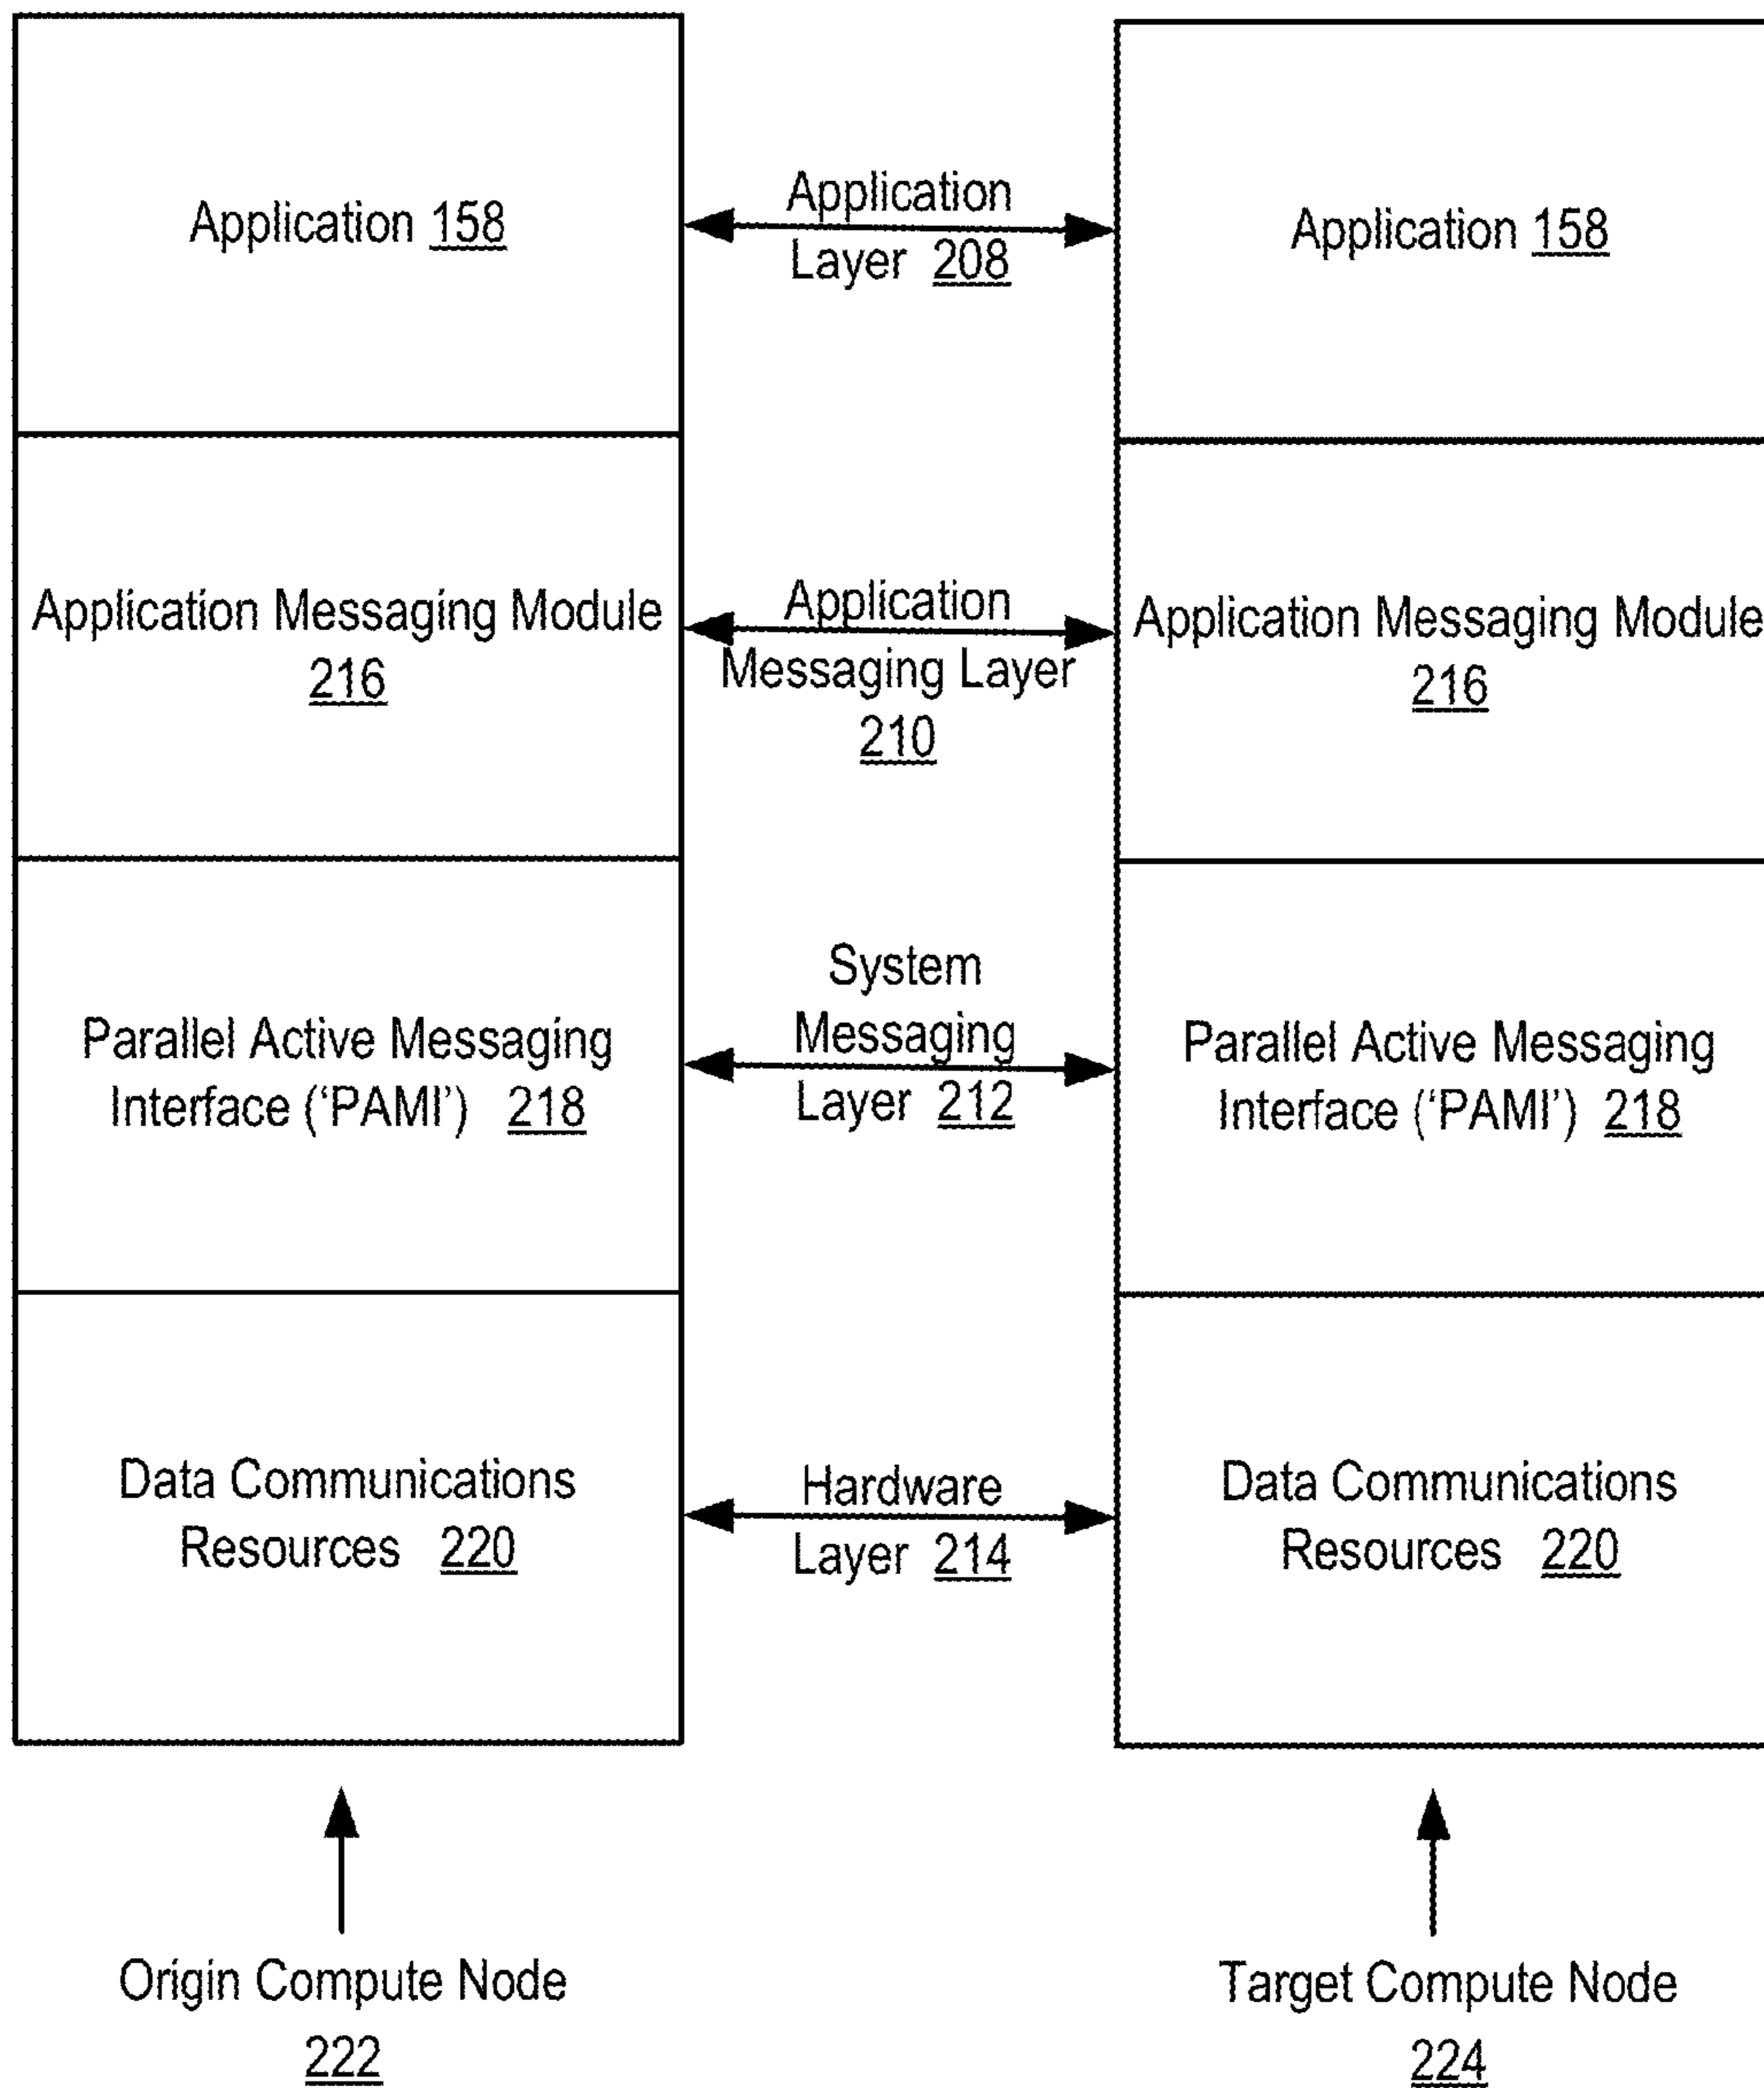 Application 158
Application
Layer 208
Application 158
Application Messaging Module
216
Application
Messaging Layer
210
Application Messaging Module
216
Parallel Active Messaging
Interface (‘PAMI’) 218
System
Messaging
Layer 212
Parallel Active Messaging
Interface (‘PAMI’) 218
Data Communications
Resources 220
Hardware
Layer 214
Data Communications
Resources 220
Origin Compute Node
222
Target Compute Node
224